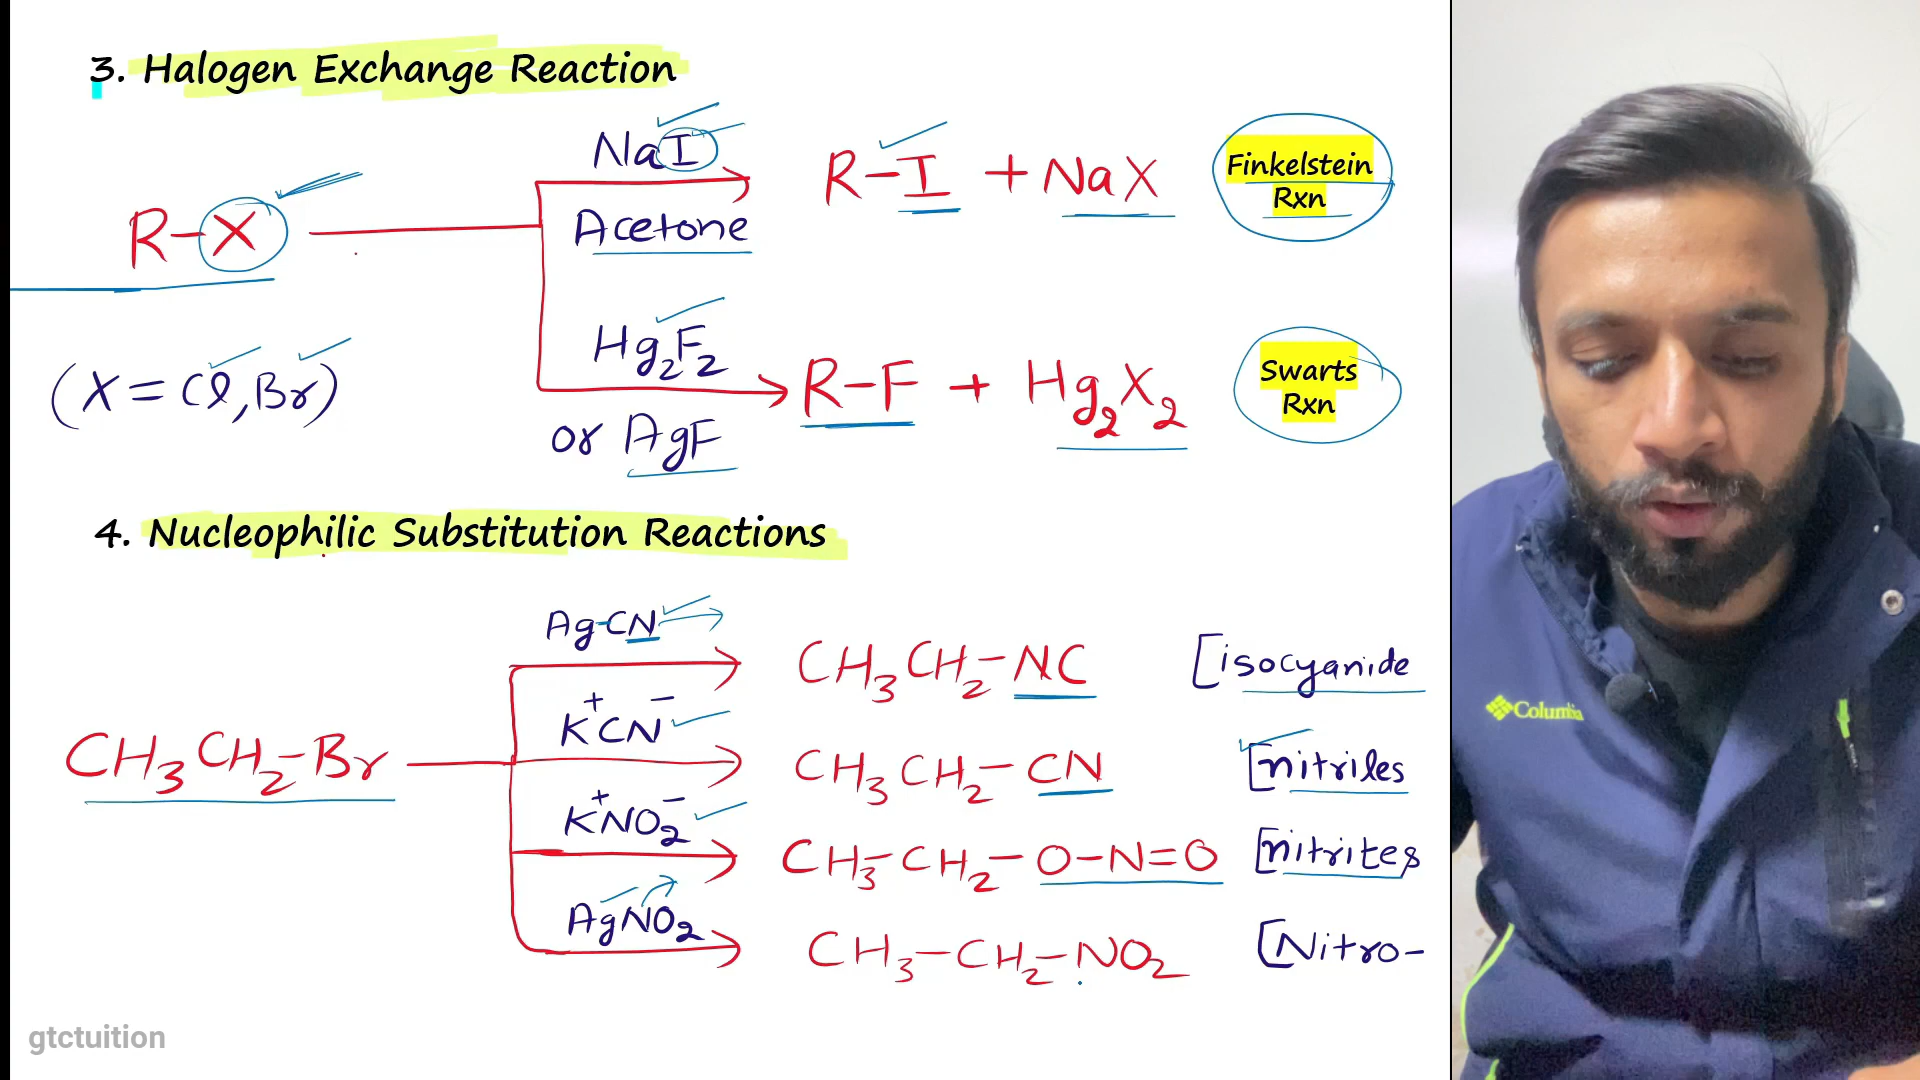 3. Halogen Exchange Reaction
R-X
(X = Cl, Br)
NaI
Acetone
R-I + NaX
Finkelstein
Rxn
Hg₂F₂
or AgF
R-F + Hg₂X₂
Swarts
Rxn
4. Nucleophilic Substitution Reactions
CH₃CH₂-Br
Ag-CN
CH₃CH₂-NC
[isocyanide
K⁺CN⁻
CH₃CH₂-CN
[nitriles
K⁺NO₂⁻
CH₃-CH₂-O-N=O
[nitrites
AgNO₂
CH₃-CH₂-NO₂
[Nitro-
Columbia
gtctuition